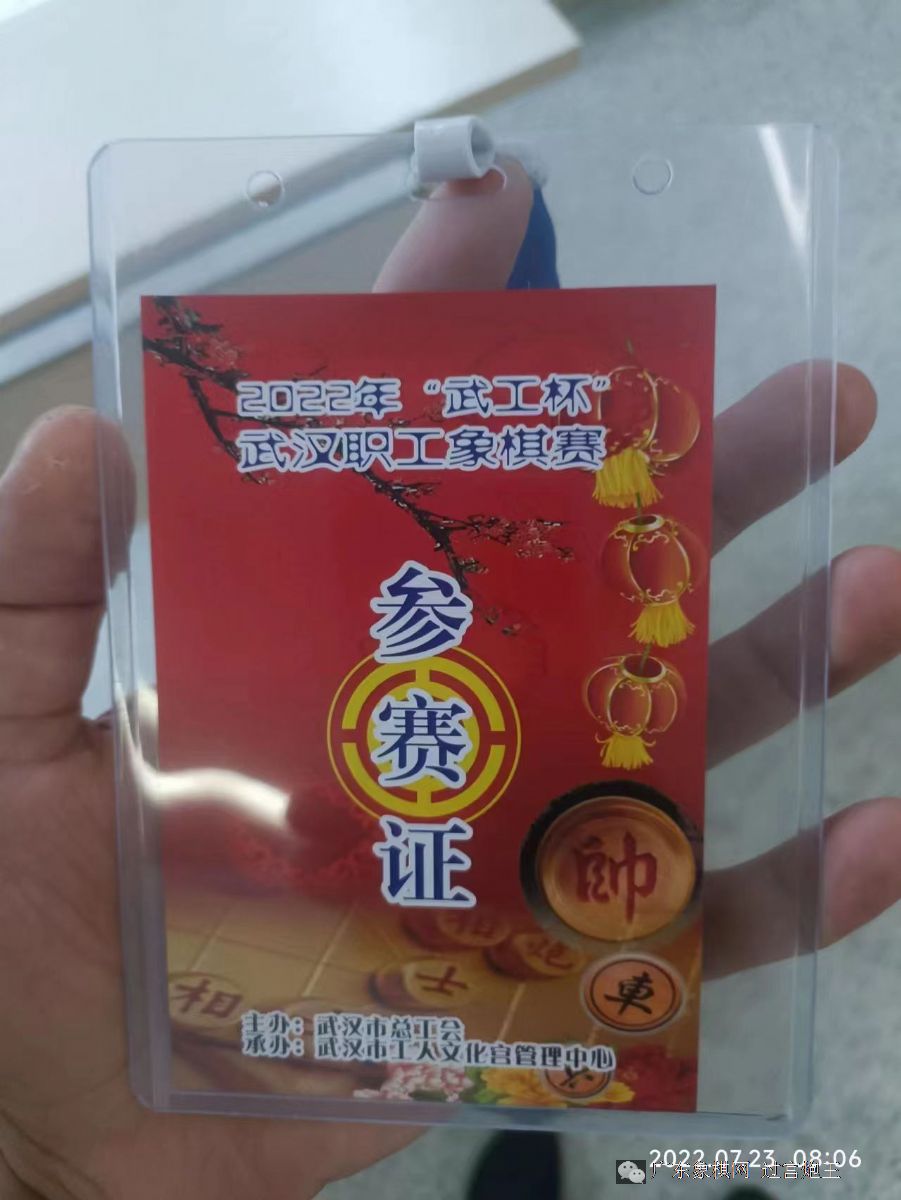 2022年“武工杯”
武汉职工象棋赛
参
赛
证
帥
相
炮
士
相
車
兴
主办：武汉市总工会
承办：武汉市工人文化宫管理中心
2022.07.23 08:06
广东象棋网·过宫炮王